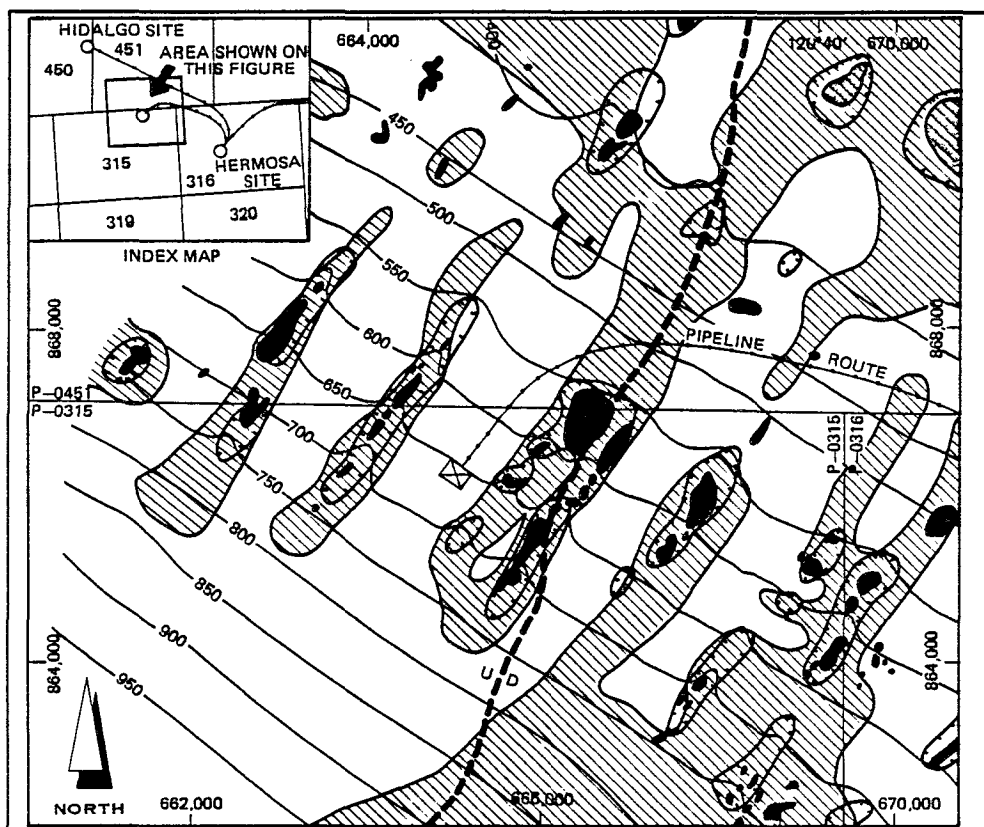 HIDALGO SITE
451
450
AREA SHOWN ON
THIS FIGURE
315
HERMOSA
SITE
316
319
320
INDEX MAP
664,000
400
120°40'
670,000
450
500
550
600
650
700
750
800
850
900
950
868,000
868,000
PIPELINE
ROUTE
P-0451
P-0315
P-0315
P-0316
864,000
864,000
U
D
NORTH
662,000
670,000